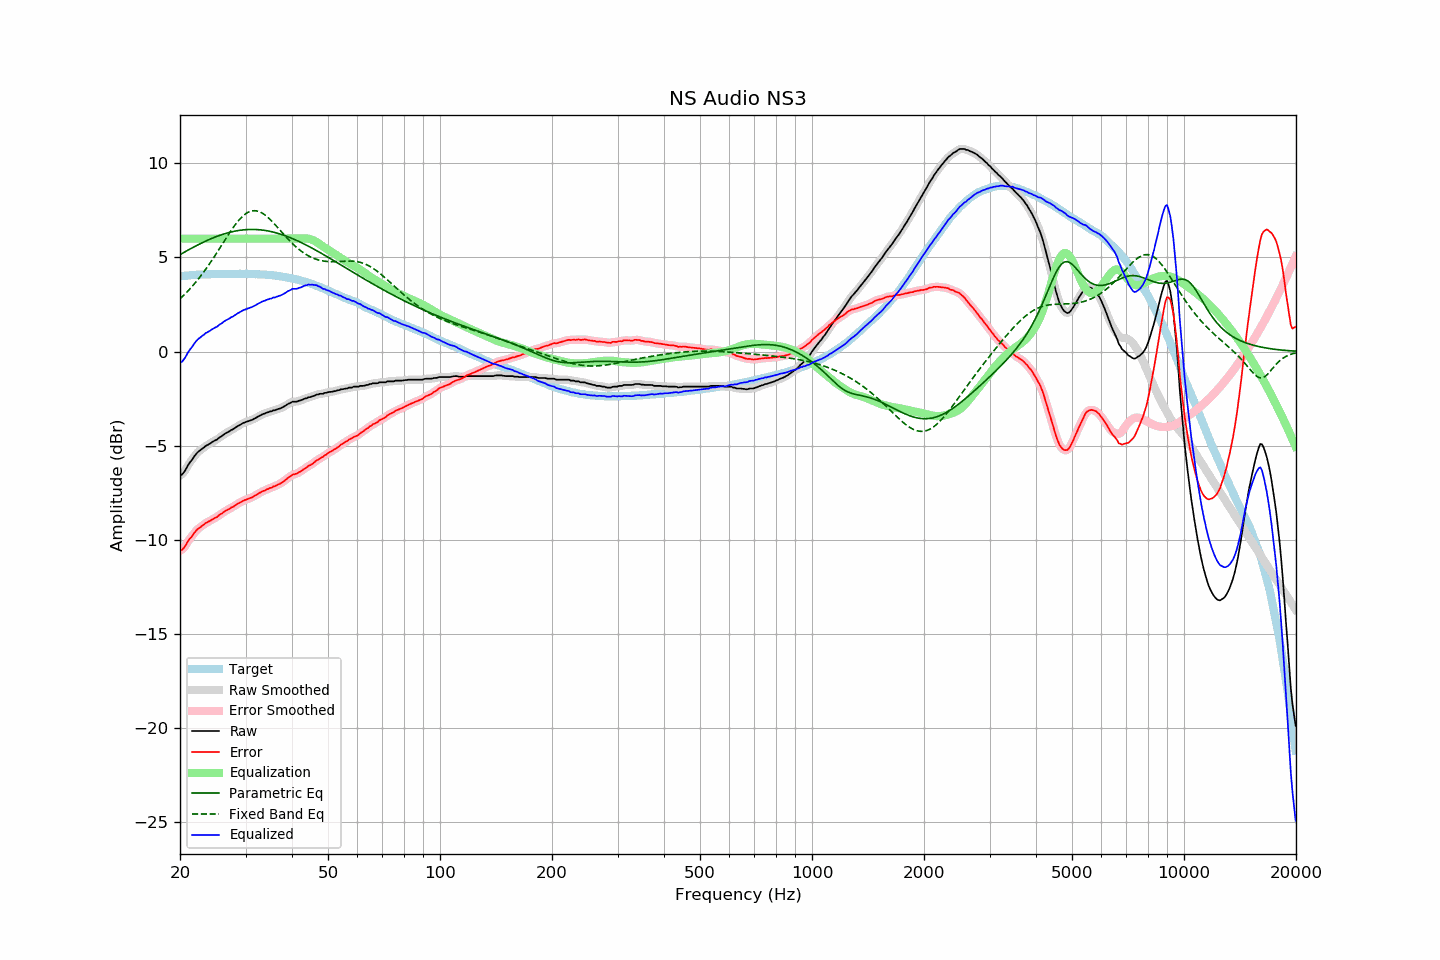 NS Audio NS3
10
5
0
−5
−10
−15
−20
−25
Amplitude (dBr)
Target
Raw Smoothed
Error Smoothed
Raw
Error
Equalization
Parametric Eq
Fixed Band Eq
Equalized
20 50 100 200 500 1000 2000 5000 10000 20000
Frequency (Hz)